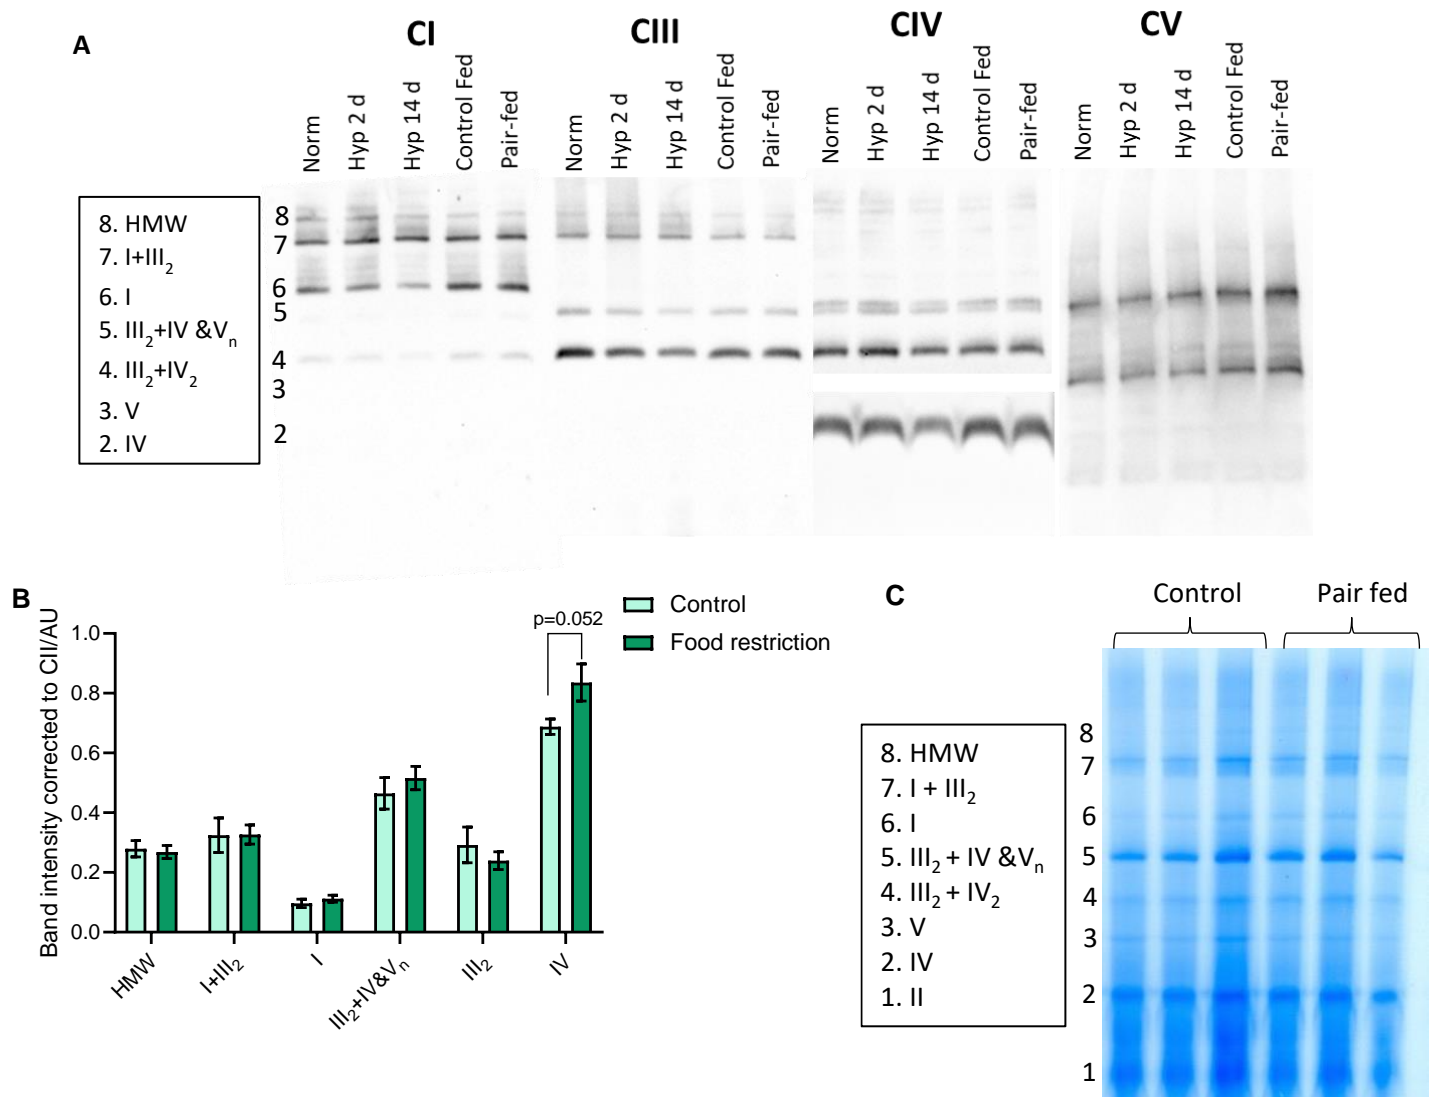 A
CI
CIII
CIV
CV
Norm
Hyp 2 d
Hyp 14 d
Control Fed
Pair-fed
Norm
Hyp 2 d
Hyp 14 d
Control Fed
Pair-fed
Norm
Hyp 2 d
Hyp 14 d
Control Fed
Pair-fed
Norm
Hyp 2 d
Hyp 14 d
Control Fed
Pair-fed
8. HMW
7. I+III2
6. I
5. III2+IV &Vn
4. III2+IV2
3. V
2. IV
8
7
6
5
4
3
2
B
Band intensity corrected to CII/AU
1.0
0.8
0.6
0.4
0.2
0.0
p=0.052
Control
Food restriction
HMW
I+III2
I
III2+IV&Vn
III2
IV
C
Control
Pair fed
8. HMW
7. I + III2
6. I
5. III2 + IV &Vn
4. III2 + IV2
3. V
2. IV
1. II
8
7
6
5
4
3
2
1